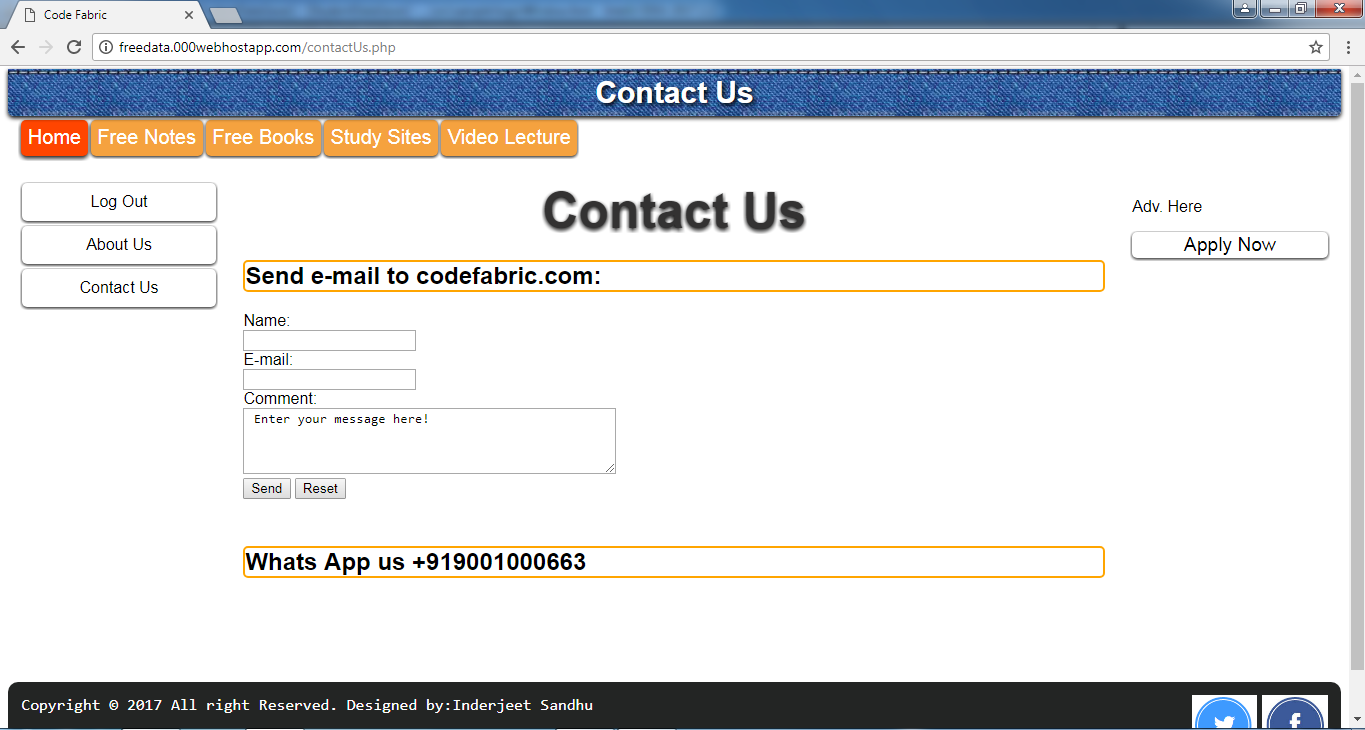 Code Fabric
freedata.000webhostapp.com/contactUs.php
Contact Us
Home Free Notes Free Books Study Sites Video Lecture
Log Out
About Us
Contact Us
Contact Us
Send e-mail to codefabric.com:
Name:
E-mail:
Comment:
Enter your message here!
Send Reset
Whats App us +919001000663
Adv. Here
Apply Now
Copyright © 2017 All right Reserved. Designed by:Inderjeet Sandhu